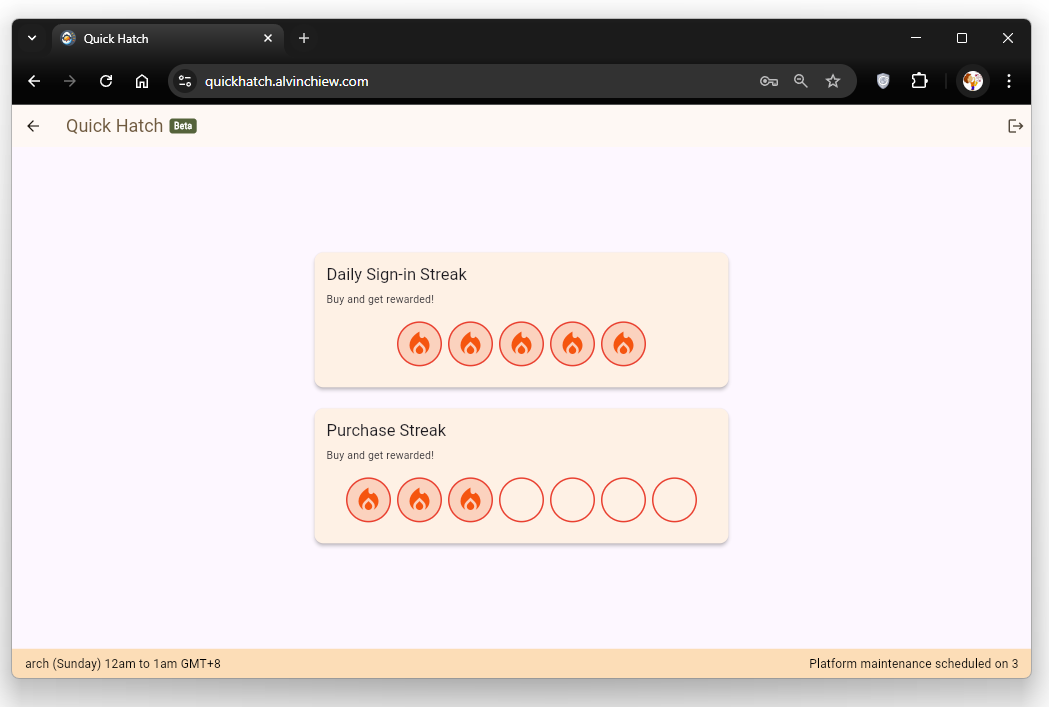 Quick Hatch
quickhatch.alvinchiew.com
Quick Hatch Beta
Daily Sign-in Streak
Buy and get rewarded!
Purchase Streak
Buy and get rewarded!
arch (Sunday) 12am to 1am GMT+8 Platform maintenance scheduled on 3